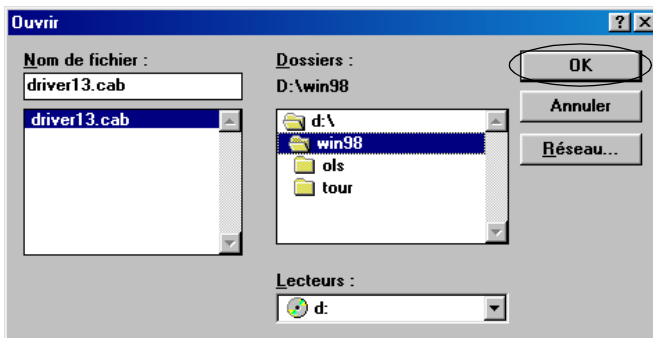 Ouvrir
Nom de fichier :
driver13.cab
driver13.cab
Dossiers :
D:\win98
d:\
win98
ols
tour
Lecteurs :
d:
OK
Annuler
Réseau...